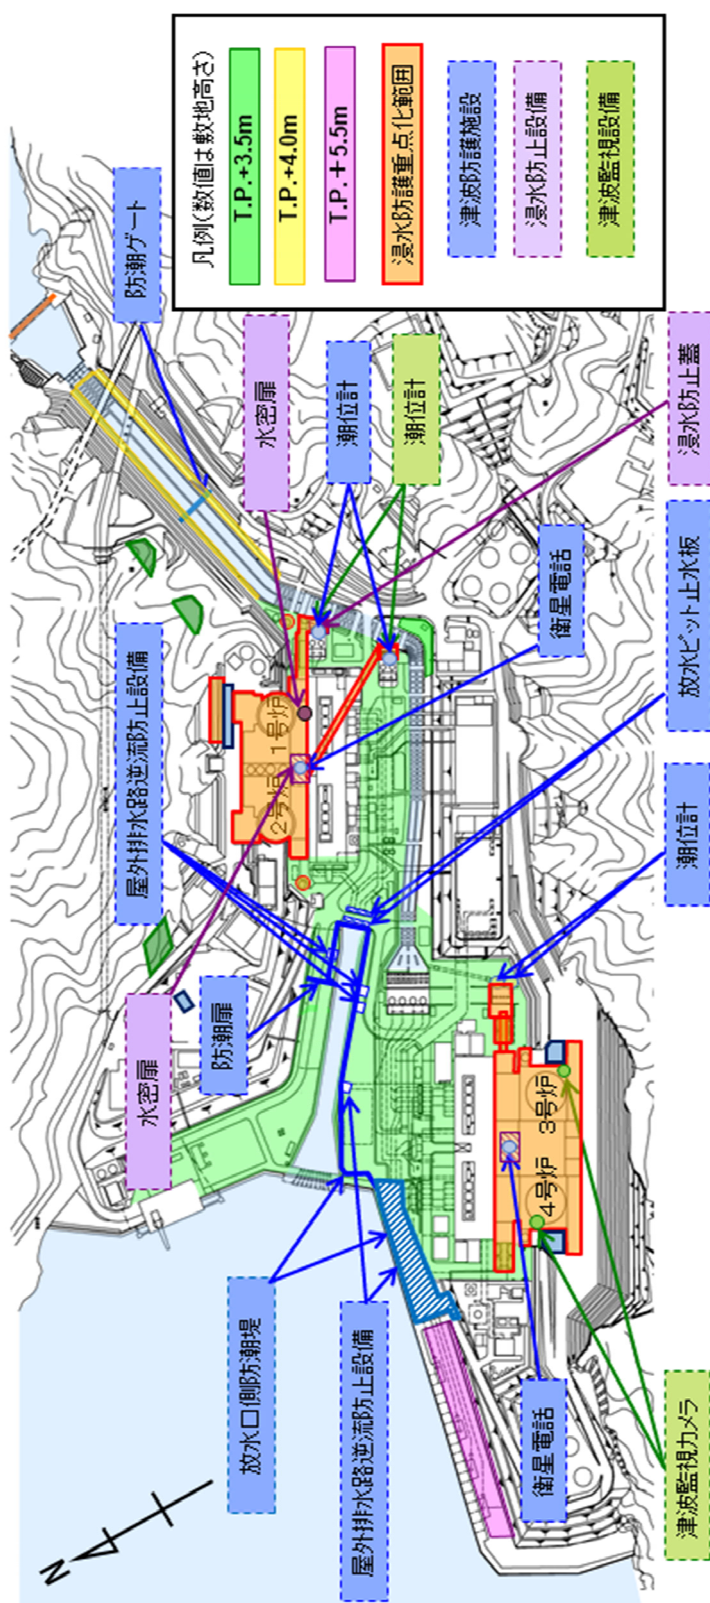 凡例(数値は敷地高さ)
T.P.+3.5m
T.P.+4.0m
T.P.+5.5m
浸水防護重点化範囲
津波防護施設
浸水防止設備
津波監視設備
防潮ゲート
水密扉
潮位計
潮位計
浸水防止蓋
衛星電話
放水ピット止水板
潮位計
屋外排水路逆流防止設備
防潮扉
水密扉
1号炉
2号炉
3号炉
4号炉
放水口側防潮堤
屋外排水路逆流防止設備
衛星電話
津波監視カメラ
N